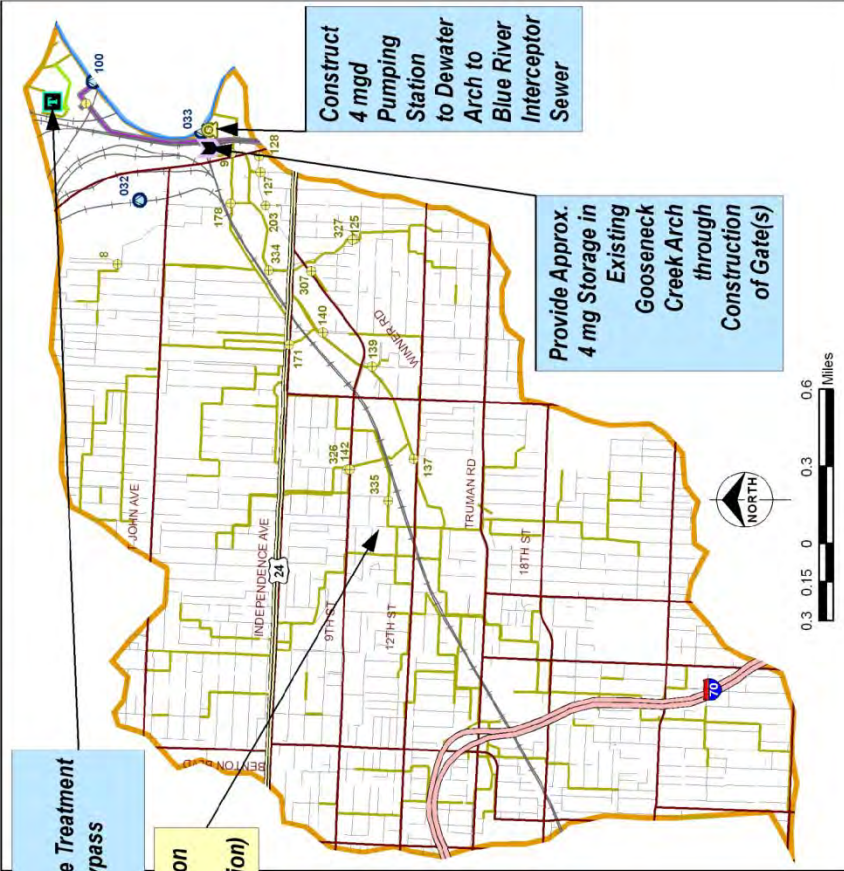 Construct
4 mgd
Pumping
Station
to Dewater
Arch to
Blue River
Interceptor
Sewer
Provide Approx.
4 mg Storage in
Existing
Gooseneck
Creek Arch
through
Construction
of Gate(s)
e Treatment
ypass
on
ion)
T
100
033
032
9
128
127
178
203
8
334
327
125
307
140
171
139
WINNER RD
326
142
137
335
T JOHN AVE
INDEPENDENCE AVE
24
9TH ST
12TH ST
TRUMAN RD
18TH ST
70
NORTH
0.3 0.15 0 0.3 0.6
Miles